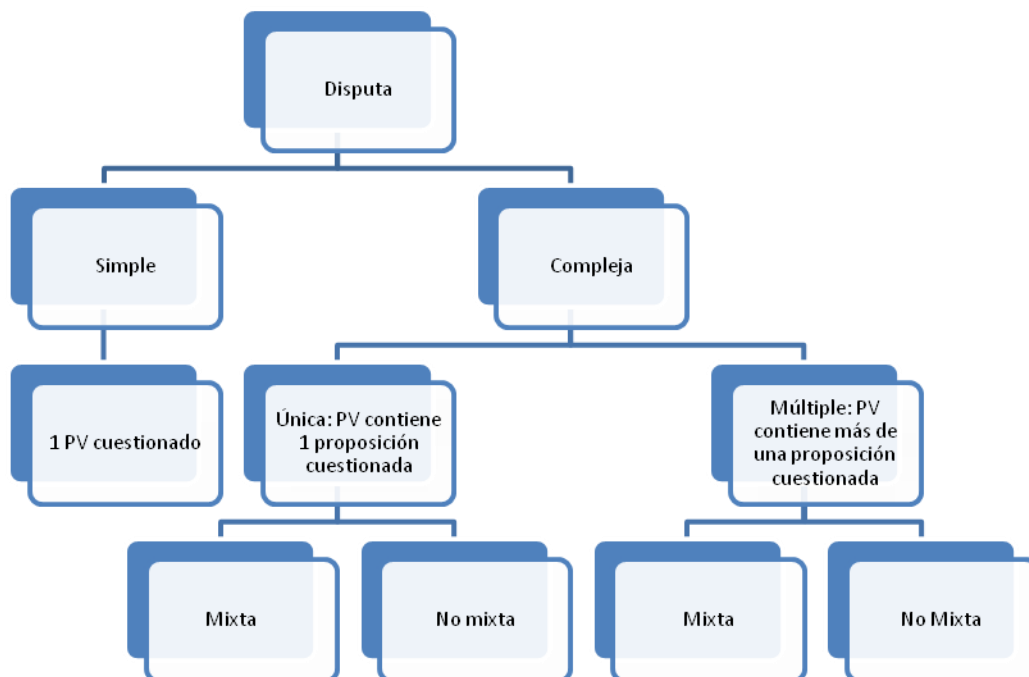 Disputa
Simple
Compleja
1 PV cuestionado
Única: PV contiene
1 proposición
cuestionada
Múltiple: PV
contiene más de
una proposición
cuestionada
Mixta
No mixta
Mixta
No Mixta